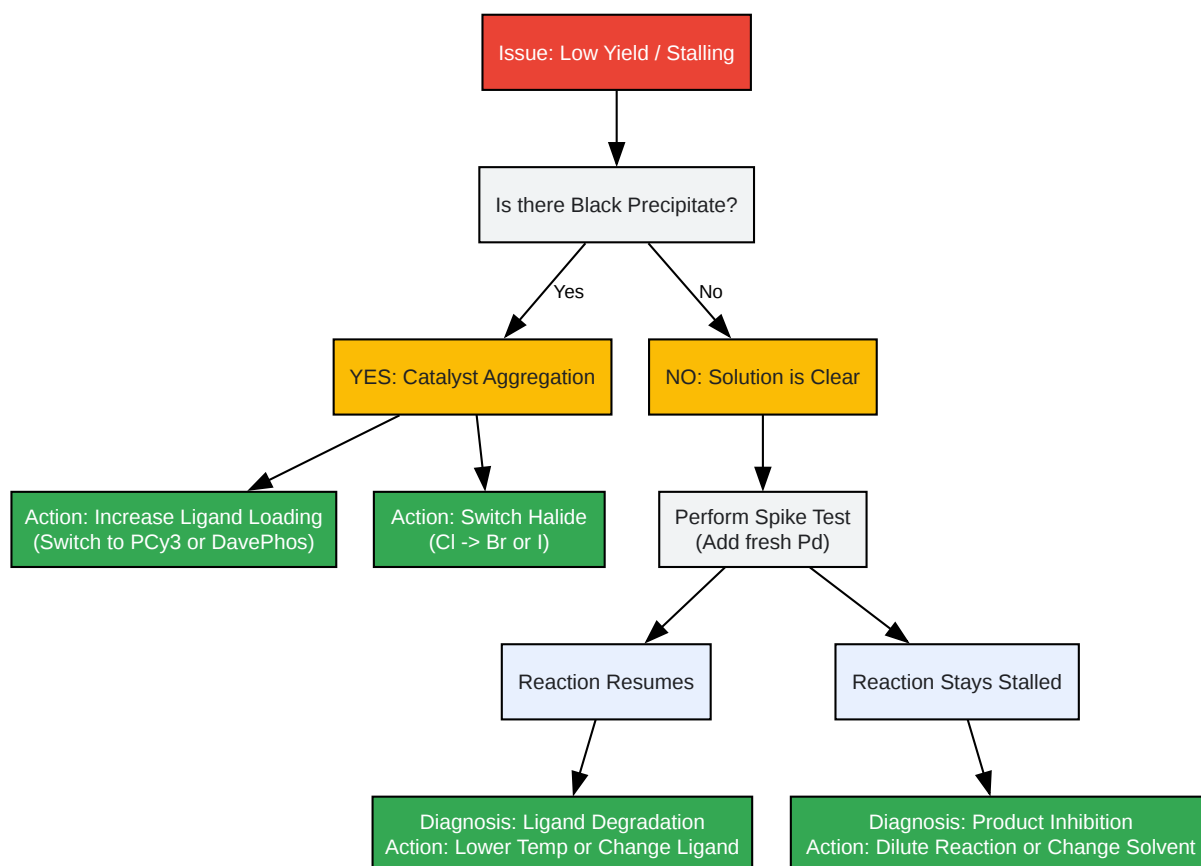 Issue: Low Yield / Stalling
Is there Black Precipitate?
Yes
No
YES: Catalyst Aggregation
NO: Solution is Clear
Action: Increase Ligand Loading
(Switch to PCy3 or DavePhos)
Action: Switch Halide
(Cl -> Br or I)
Perform Spike Test
(Add fresh Pd)
Reaction Resumes
Reaction Stays Stalled
Diagnosis: Ligand Degradation
Action: Lower Temp or Change Ligand
Diagnosis: Product Inhibition
Action: Dilute Reaction or Change Solvent